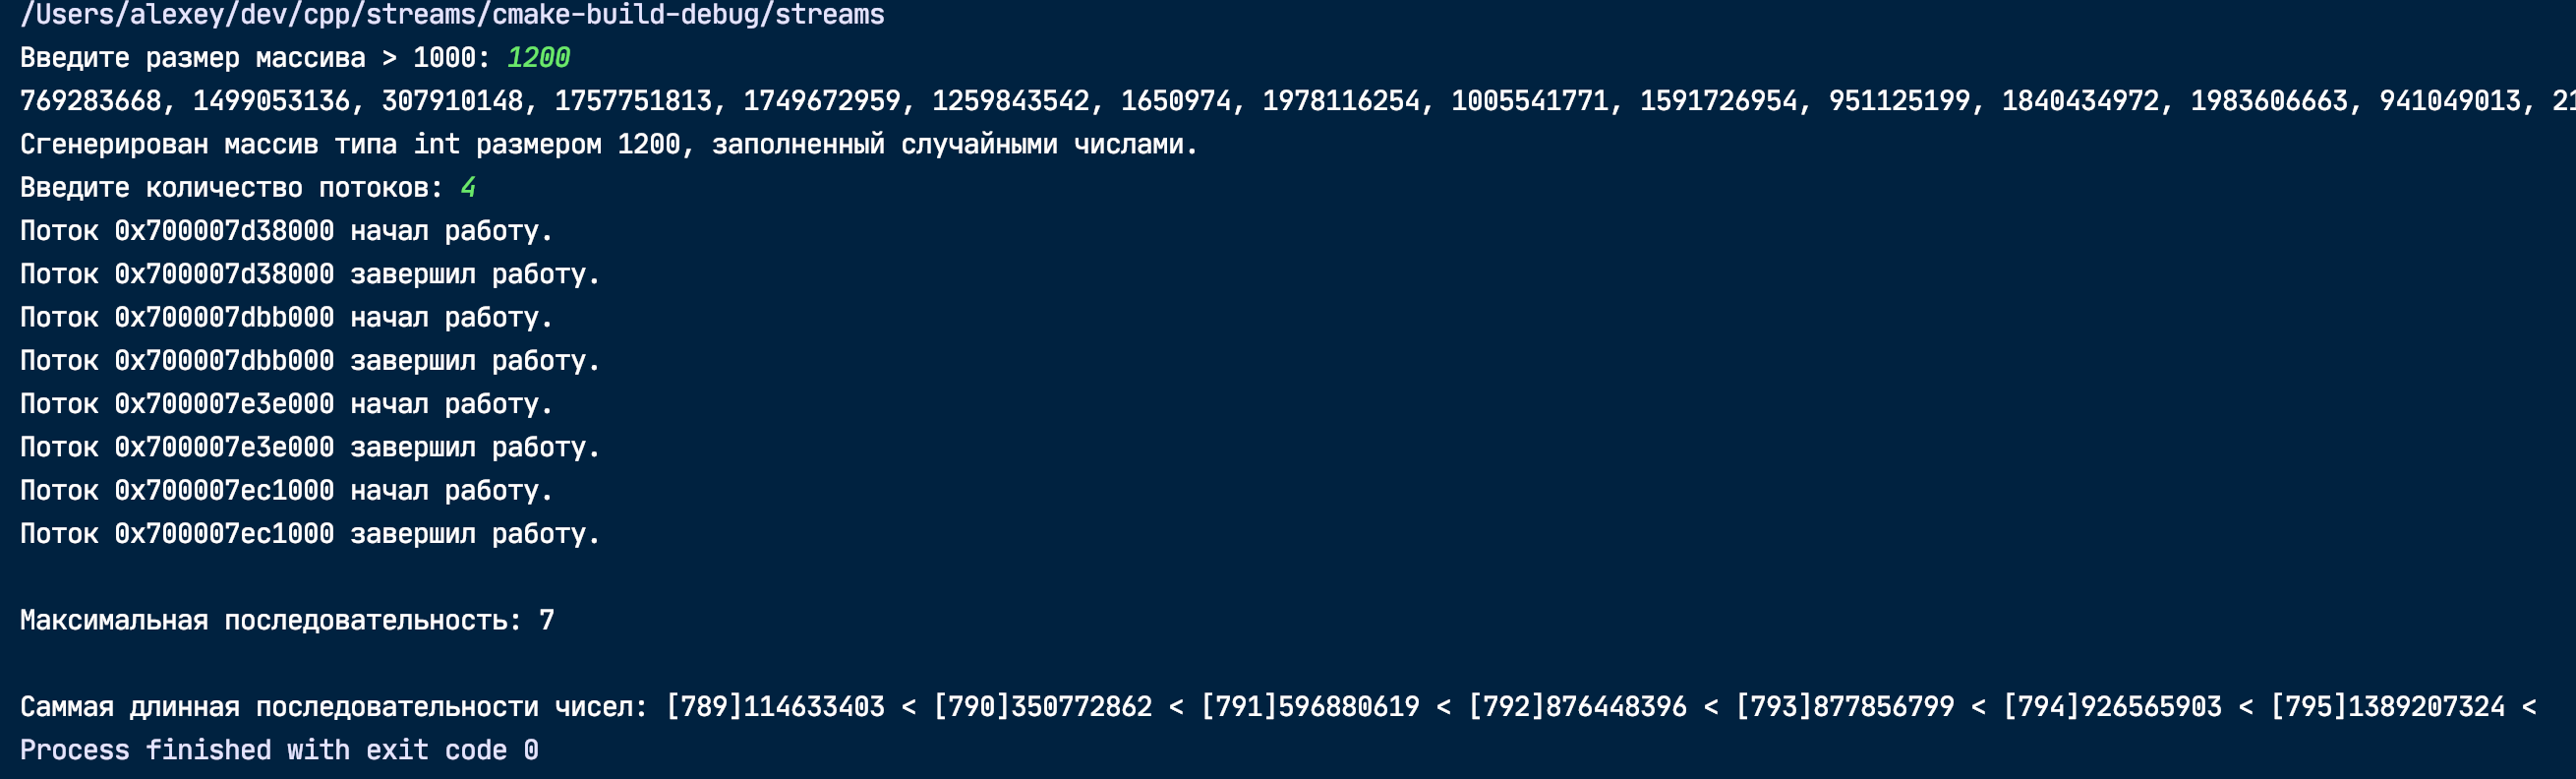 /Users/alexey/dev/cpp/streams/cmake-build-debug/streams
Введите размер массива > 1000: 1200
769283668, 1499053136, 307910148, 1757751813, 1749672959, 1259843542, 1650974, 1978116254, 1005541771, 1591726954, 951125199, 1840434972, 1983606663, 941049013, 21
Сгенерирован массив типа int размером 1200, заполненный случайными числами.
Введите количество потоков: 4
Поток 0x700007d38000 начал работу.
Поток 0x700007d38000 завершил работу.
Поток 0x700007dbb000 начал работу.
Поток 0x700007dbb000 завершил работу.
Поток 0x700007e3e000 начал работу.
Поток 0x700007e3e000 завершил работу.
Поток 0x700007ec1000 начал работу.
Поток 0x700007ec1000 завершил работу.
Максимальная последовательность: 7
Саммая длинная последовательности чисел: [789]114633403 < [790]350772862 < [791]596880619 < [792]876448396 < [793]877856799 < [794]926565903 < [795]1389207324 <
Process finished with exit code 0